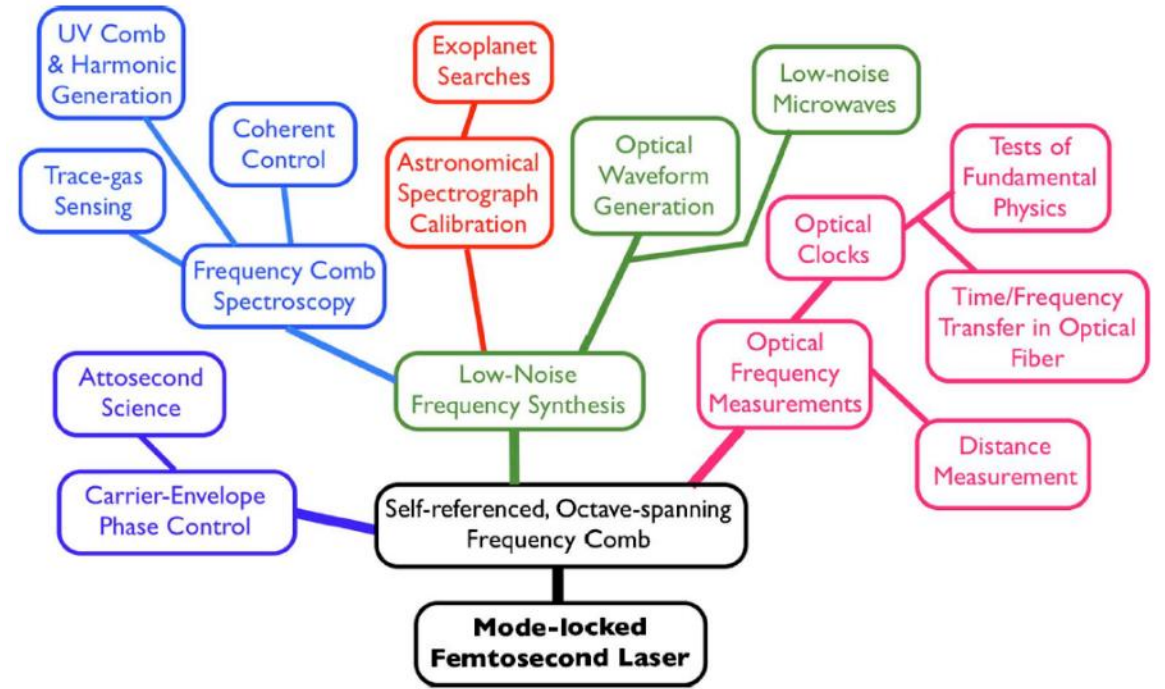 UV Comb
& Harmonic
Generation
Exoplanet
Searches
Low-noise
Microwaves
Coherent
Control
Optical
Waveform
Generation
Tests of
Fundamental
Physics
Trace-gas
Sensing
Astronomical
Spectrograph
Calibration
Optical
Clocks
Frequency Comb
Spectroscopy
Time/Frequency
Transfer in Optical
Fiber
Optical
Frequency
Measurements
Attosecond
Science
Low-Noise
Frequency Synthesis
Distance
Measurement
Carrier-Envelope
Phase Control
Self-referenced, Octave-spanning
Frequency Comb
Mode-locked
Femtosecond Laser